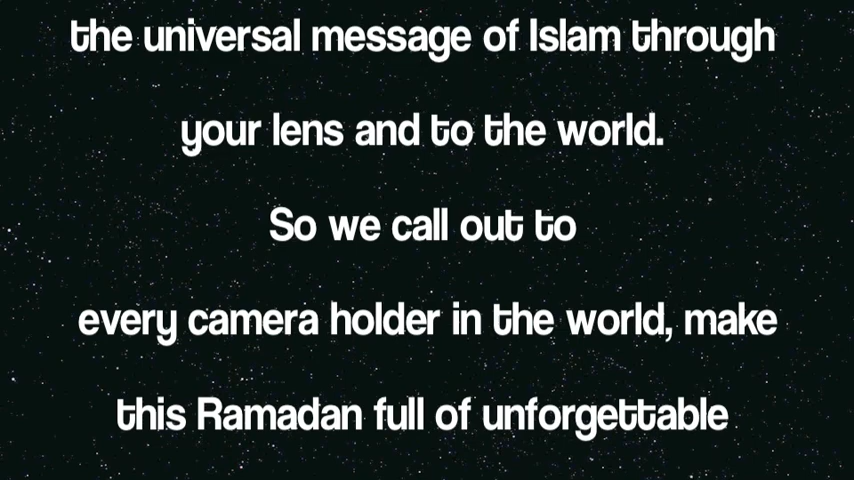 the universal message of Islam through
your lens and to the world.
So we call out to
every camera holder in the world, make
this Ramadan full of unforgettable